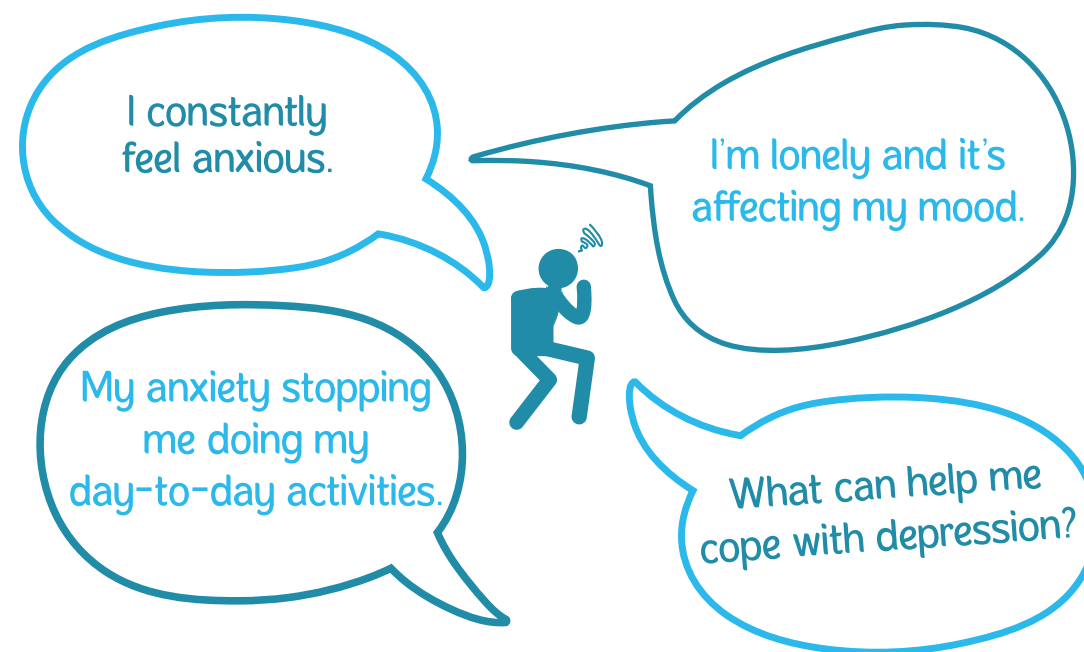 I constantly
feel anxious.
I'm lonely and it's
affecting my mood.
My anxiety stopping
me doing my
day-to-day activities.
What can help me
cope with depression?